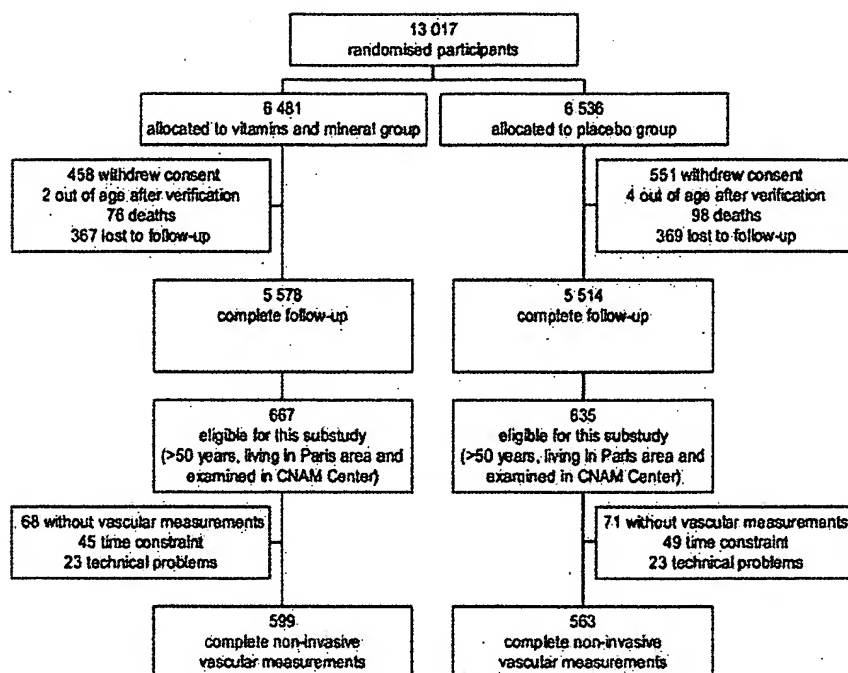 13 017
randomised participants
6 481
allocated to vitamins and mineral group
6 536
allocated to placebo group
458 withdrew consent
2 out of age after verification
76 deaths
367 lost to follow-up
551 withdrew consent
4 out of age after verification
98 deaths
369 lost to follow-up
5 578
complete follow-up
5 514
complete follow-up
667
eligible for this substudy
(>50 years, living in Paris area and
examined in CNAM Center)
635
eligible for this substudy
(>50 years, living in Paris area and
examined in CNAM Center)
68 without vascular measurements
45 time constraint
23 technical problems
71 without vascular measurements
49 time constraint
23 technical problems
599
complete non-invasive
vascular measurements
563
complete non-invasive
vascular measurements